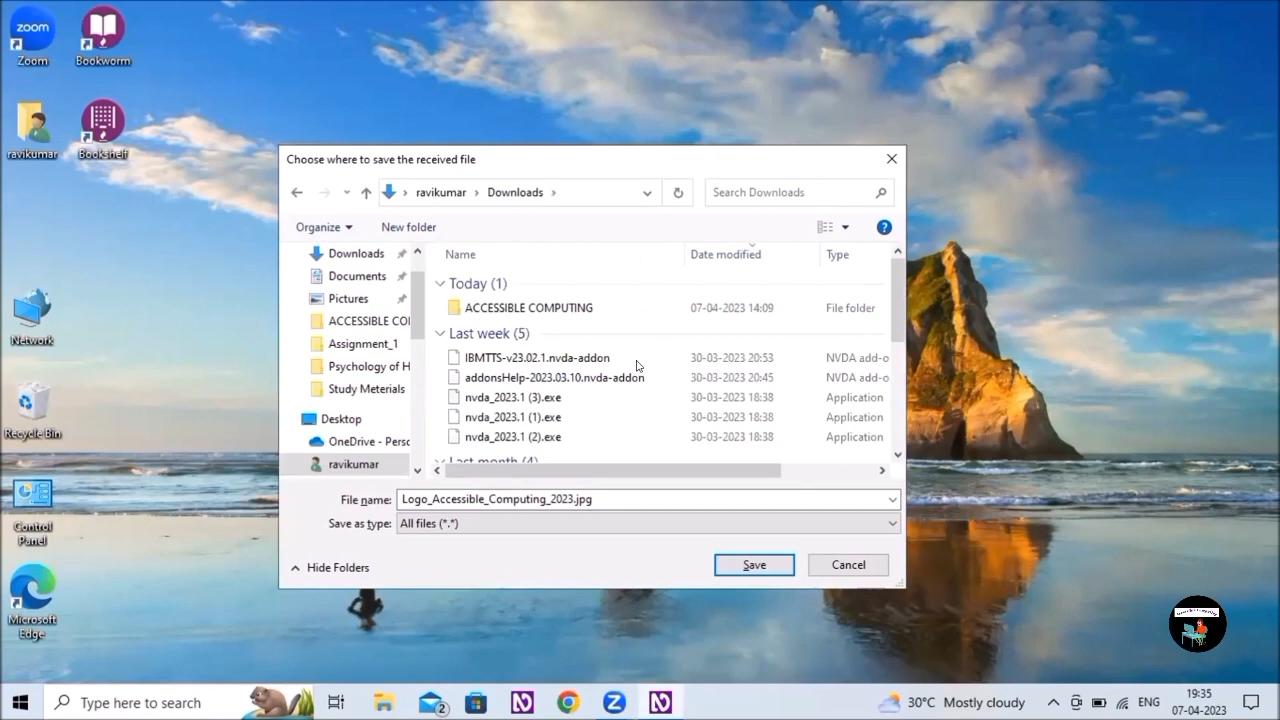 zoom
Zoom
Bookworm
ravikumar
Bookshelf
Network
Recycle Bin
Control
Panel
Microsoft
Edge
Choose where to save the received file
ravikumar
Downloads
Search Downloads
Organize
New folder
Downloads
Documents
Pictures
ACCESSIBLE COI
Assignment_1
Psychology of H
Study Meterials
Desktop
OneDrive - Perso
ravikumar
Name Date modified Type
Today (1)
ACCESSIBLE COMPUTING 07-04-2023 14:09 File folder
Last week (5)
IBMTTS-v23.02.1.nvda-addon 30-03-2023 20:53 NVDA add-o
addonsHelp-2023.03.10.nvda-addon 30-03-2023 20:45 NVDA add-o
nvda_2023.1 (3).exe 30-03-2023 18:38 Application
nvda_2023.1 (1).exe 30-03-2023 18:38 Application
nvda_2023.1 (2).exe 30-03-2023 18:38 Application
Last month (4)
File name: Logo_Accessible_Computing_2023.jpg
Save as type: All files (*.*)
Hide Folders
Save
Cancel
Type here to search
2
30°C Mostly cloudy
ENG
19:35
07-04-2023